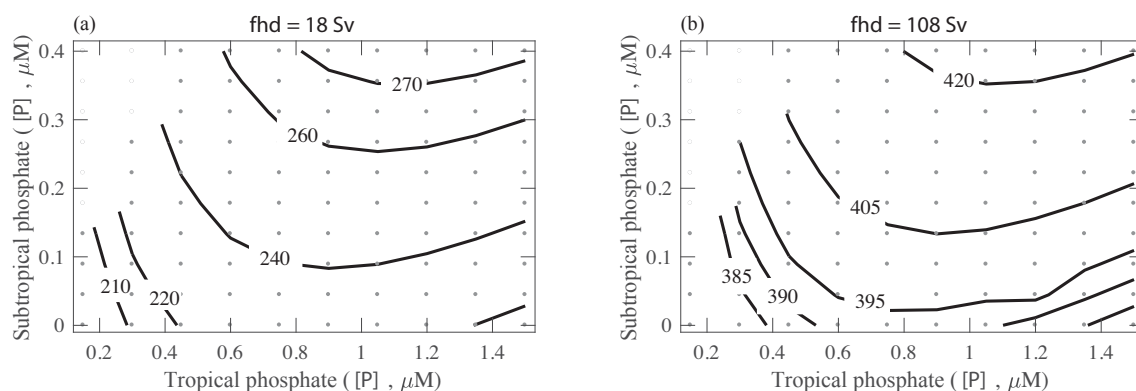 (a) fhd = 18 Sv
Subtropical phosphate ( [P] , μM)
0.4
0.3
0.2
0.1
0
270
260
240
220
210
0.2 0.4 0.6 0.8 1 1.2 1.4
Tropical phosphate ( [P] , μM)
(b) fhd = 108 Sv
Subtropical phosphate ( [P] , μM)
0.4
0.3
0.2
0.1
0
420
405
385
390
395
0.2 0.4 0.6 0.8 1 1.2 1.4
Tropical phosphate ( [P] , μM)